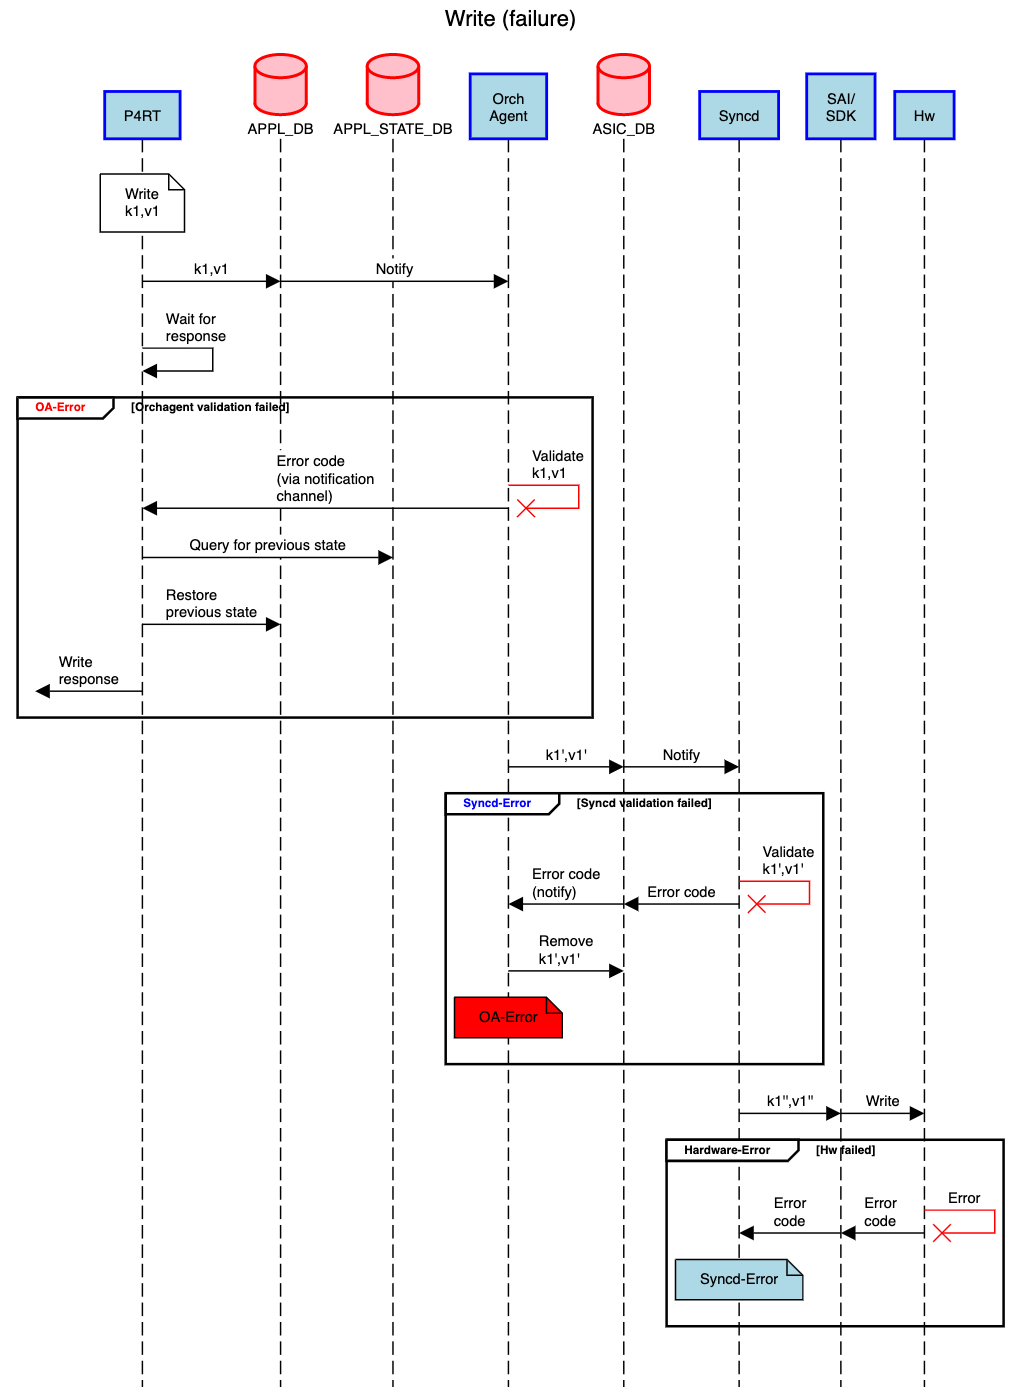 Write (failure)
P4RT
APPL_DB
APPL_STATE_DB
Orch
Agent
ASIC_DB
Syncd
SAI/
SDK
Hw
Write
k1,v1
k1,v1
Notify
Wait for
response
OA-Error
[Orchagent validation failed]
Validate
k1,v1
Error code
(via notification
channel)
Query for previous state
Restore
previous state
Write
response
k1',v1'
Notify
Syncd-Error
[Syncd validation failed]
Validate
k1',v1'
Error code
(notify)
Error code
Remove
k1',v1'
OA-Error
k1",v1"
Write
Hardware-Error
[Hw failed]
Error
Error
code
Error
code
Syncd-Error